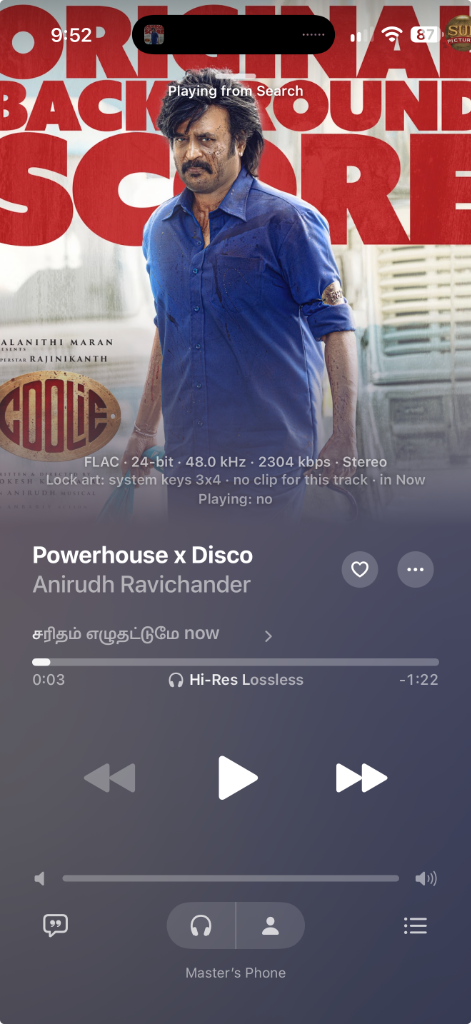 9:52
87
ORIGINAL
Playing from Search
BACKGROUND
SCORE
ALANITHI MARAN
RAJINIKANTH
COOLIE
FLAC · 24-bit · 48.0 kHz · 2304 kbps · Stereo
Lock art: system keys 3x4 · no clip for this track · in Now
Playing: no
Powerhouse x Disco
Anirudh Ravichander
சரிதம் எழுதட்டுமே now
0:03
Hi-Res Lossless
-1:22
Master's Phone